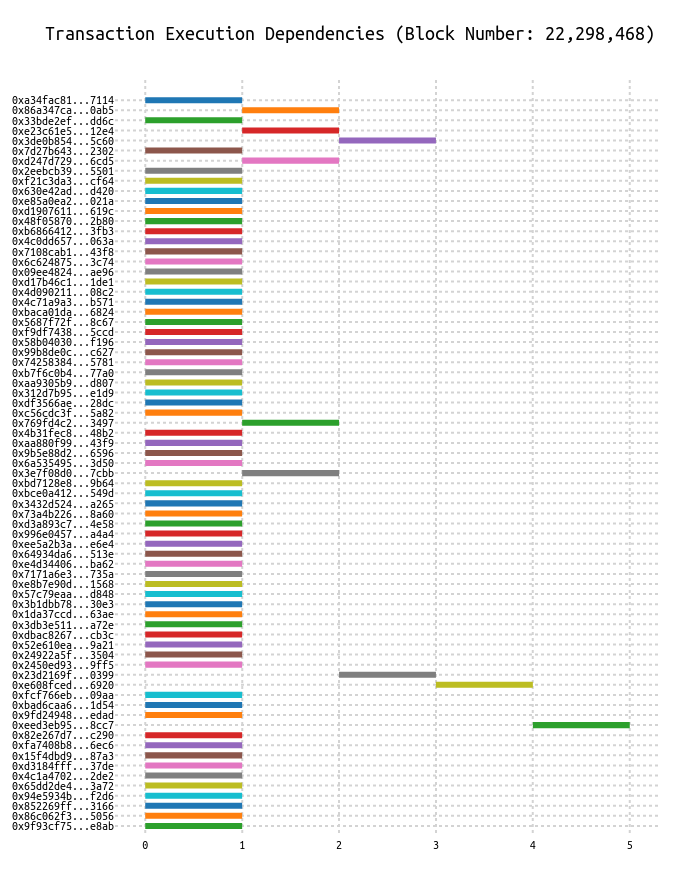 Transaction Execution Dependencies (Block Number: 22,298,468)
0xa34fac81...7114
0x86a347ca...0ab5
0x33bde2ef...dd6c
0xe23c61e5...12e4
0x3de0b854...5c60
0x7d27b643...2302
0xd247d729...6cd5
0x2eebcb39...5501
0xf21c3da3...cf64
0x630e42ad...d420
0xe85a0ea2...021a
0xd1907611...619c
0x48f05870...2b80
0xb6866412...3fb3
0x4c0dd657...063a
0x7108cab1...43f8
0x6c624875...3c74
0x09ee4824...ae96
0xd17b46c1...1de1
0x4d090211...08c2
0x4c71a9a3...b571
0xbaca01da...6824
0x5687f72f...8c67
0xf9df7438...5ccd
0x58b04030...f196
0x99b8de0c...c627
0x74258384...5781
0xb7f6c0b4...77a0
0xaa9305b9...d807
0x312d7b95...e1d9
0xdf3566ae...28dc
0xc56cdc3f...5a82
0x769fd4c2...3497
0x4b31fec8...48b2
0xaa880f99...43f9
0x9b5e88d2...6596
0x6a535495...3d50
0x3e7f08d0...7cbb
0xbd7128e8...9b64
0xbce0a412...549d
0x3432d524...a265
0x73a4b226...8a60
0xd3a893c7...4e58
0x996e0457...a4a4
0xee5a2b3a...e6e4
0x64934da6...513e
0xe4d34406...ba62
0x7171a6e3...735a
0xe8b7e90d...1568
0x57c79eaa...d848
0x3b1dbb78...30e3
0x1da37ccd...63ae
0x3db3e511...a72e
0xdbac8267...cb3c
0x52e610ea...9a21
0x24922a5f...3504
0x2450ed93...9ff5
0x23d2169f...0399
0xe608fced...6920
0xfcf766eb...09aa
0xbad6caa6...1d54
0x9fd24948...edad
0xeed3eb95...8cc7
0x82e267d7...c290
0xfa7408b8...6ec6
0x15f4dbd9...87a3
0xd3184fff...37de
0x4c1a4702...2de2
0x65dd2de4...3a72
0x94e5934b...f2d6
0x852269ff...3166
0x86c062f3...5056
0x9f93cf75...e8ab
0 1 2 3 4 5